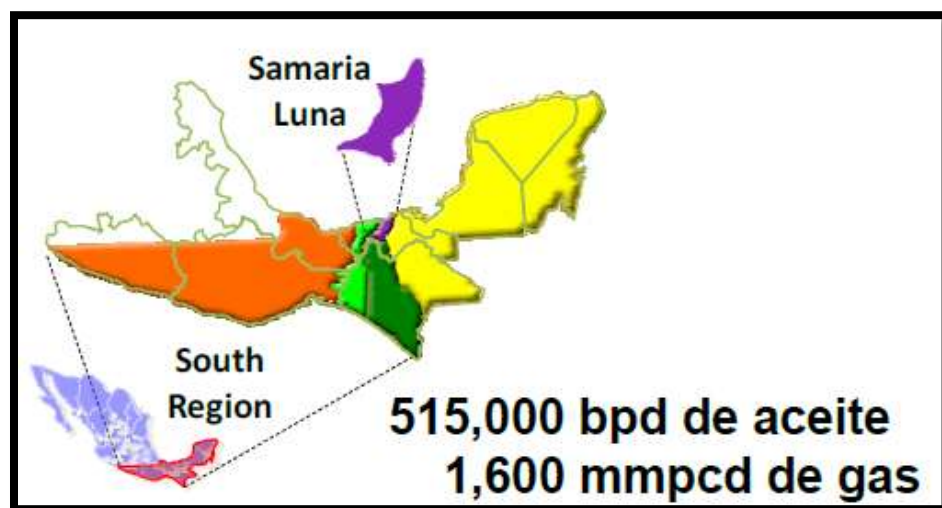 Samaria
Luna
South
Region
515,000 bpd de aceite
1,600 mmpcd de gas